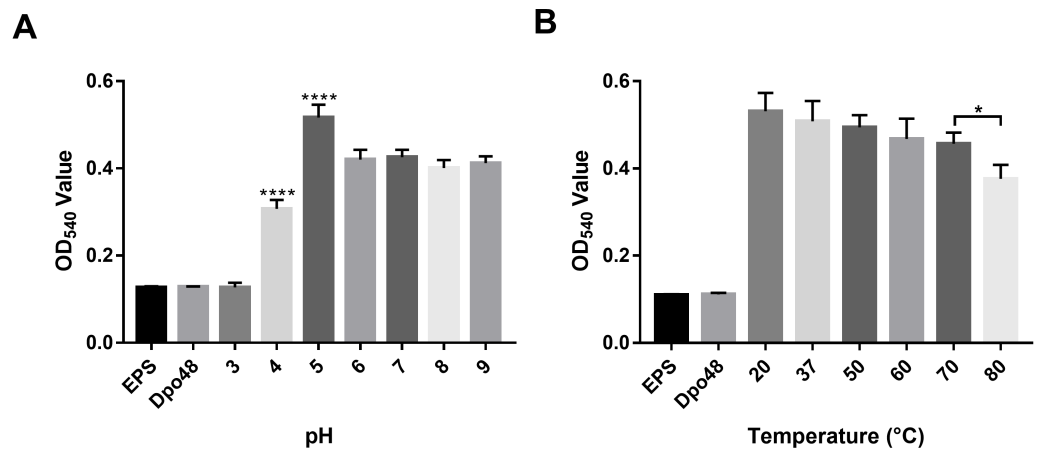 A
OD540 Value
0.6
0.4
0.2
0.0
****
****
EPS
Dpo48
3
4
5
6
7
8
9
pH
B
OD540 Value
0.6
0.4
0.2
0.0
*
EPS
Dpo48
20
37
50
60
70
80
Temperature (°C)